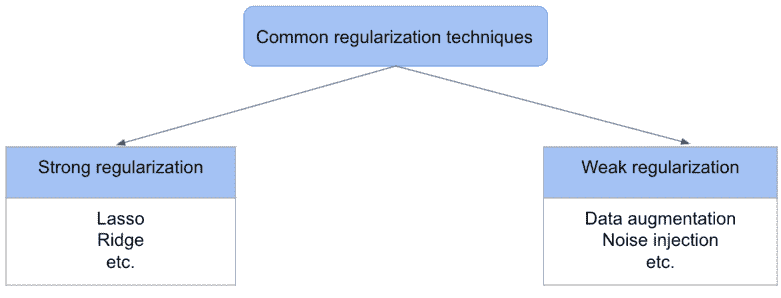 Common regularization techniques
Strong regularization
Lasso
Ridge
etc.
Weak regularization
Data augmentation
Noise injection
etc.